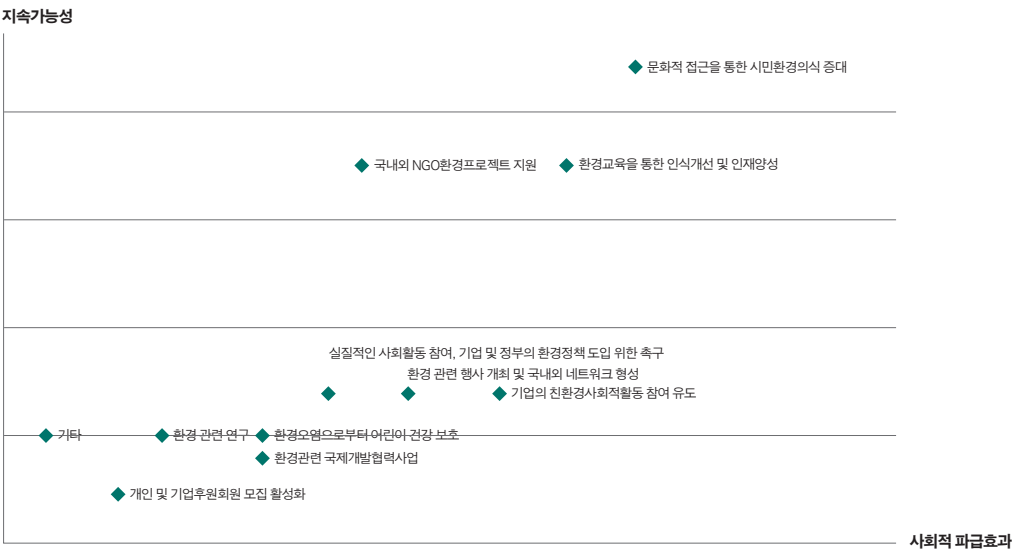 지속가능성
문화적 접근을 통한 시민환경의식 증대
국내외 NGO환경프로젝트 지원
환경교육을 통한 인식개선 및 인재양성
실질적인 사회활동 참여, 기업 및 정부의 환경정책 도입 위한 촉구
환경 관련 행사 개최 및 국내외 네트워크 형성
기업의 친환경사회적활동 참여 유도
기타
환경 관련 연구
환경오염으로부터 어린이 건강 보호
환경관련 국제개발협력사업
개인 및 기업후원회원 모집 활성화
사회적 파급효과